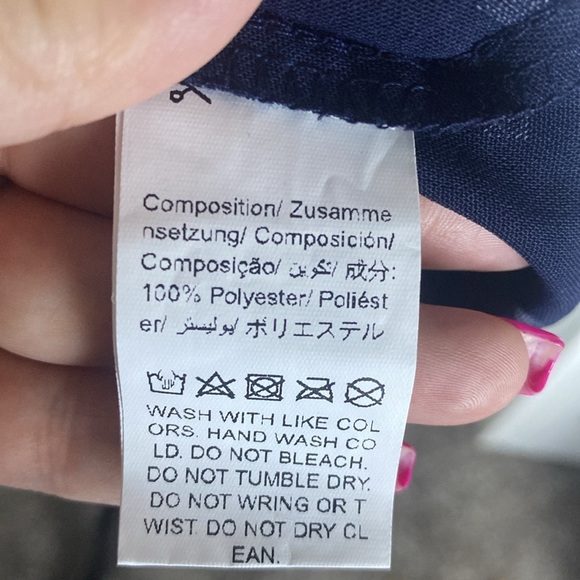 Composition/ Zusamme
nsetzung/ Composición/
Composição/ تكوين/ 成分:
100% Polyester/ Poliést
er/ بوليستر/ ポリエステル
WASH WITH LIKE COL
ORS. HAND WASH CO
LD. DO NOT BLEACH.
DO NOT TUMBLE DRY.
DO NOT WRING OR T
WIST. DO NOT DRY CL
EAN.